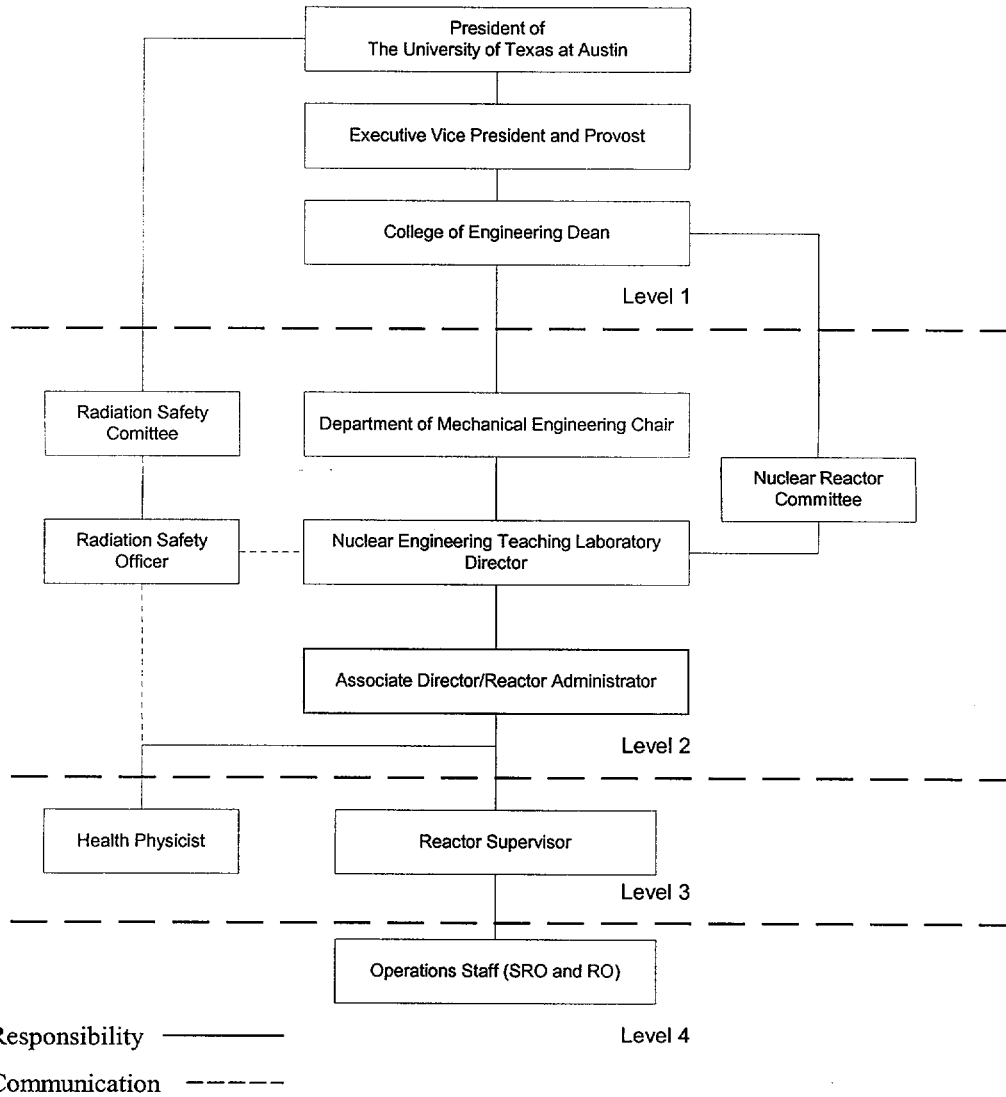 President of
The University of Texas at Austin
Executive Vice President and Provost
College of Engineering Dean
Level 1
Radiation Safety
Comittee
Department of Mechanical Engineering Chair
Nuclear Reactor
Committee
Radiation Safety
Officer
Nuclear Engineering Teaching Laboratory
Director
Associate Director/Reactor Administrator
Level 2
Health Physicist
Reactor Supervisor
Level 3
Operations Staff (SRO and RO)
Responsibility
Level 4
Communication